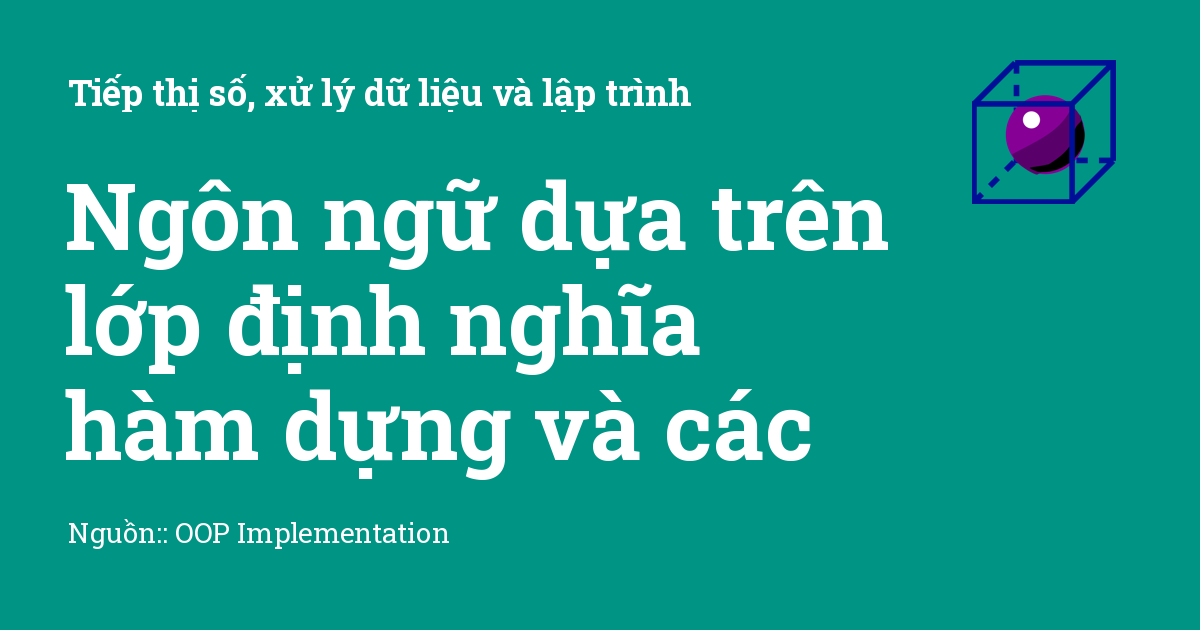 Tiếp thị số, xử lý dữ liệu và lập trình
Ngôn ngữ dựa trên
lớp định nghĩa
hàm dựng và các
Nguồn:: OOP Implementation